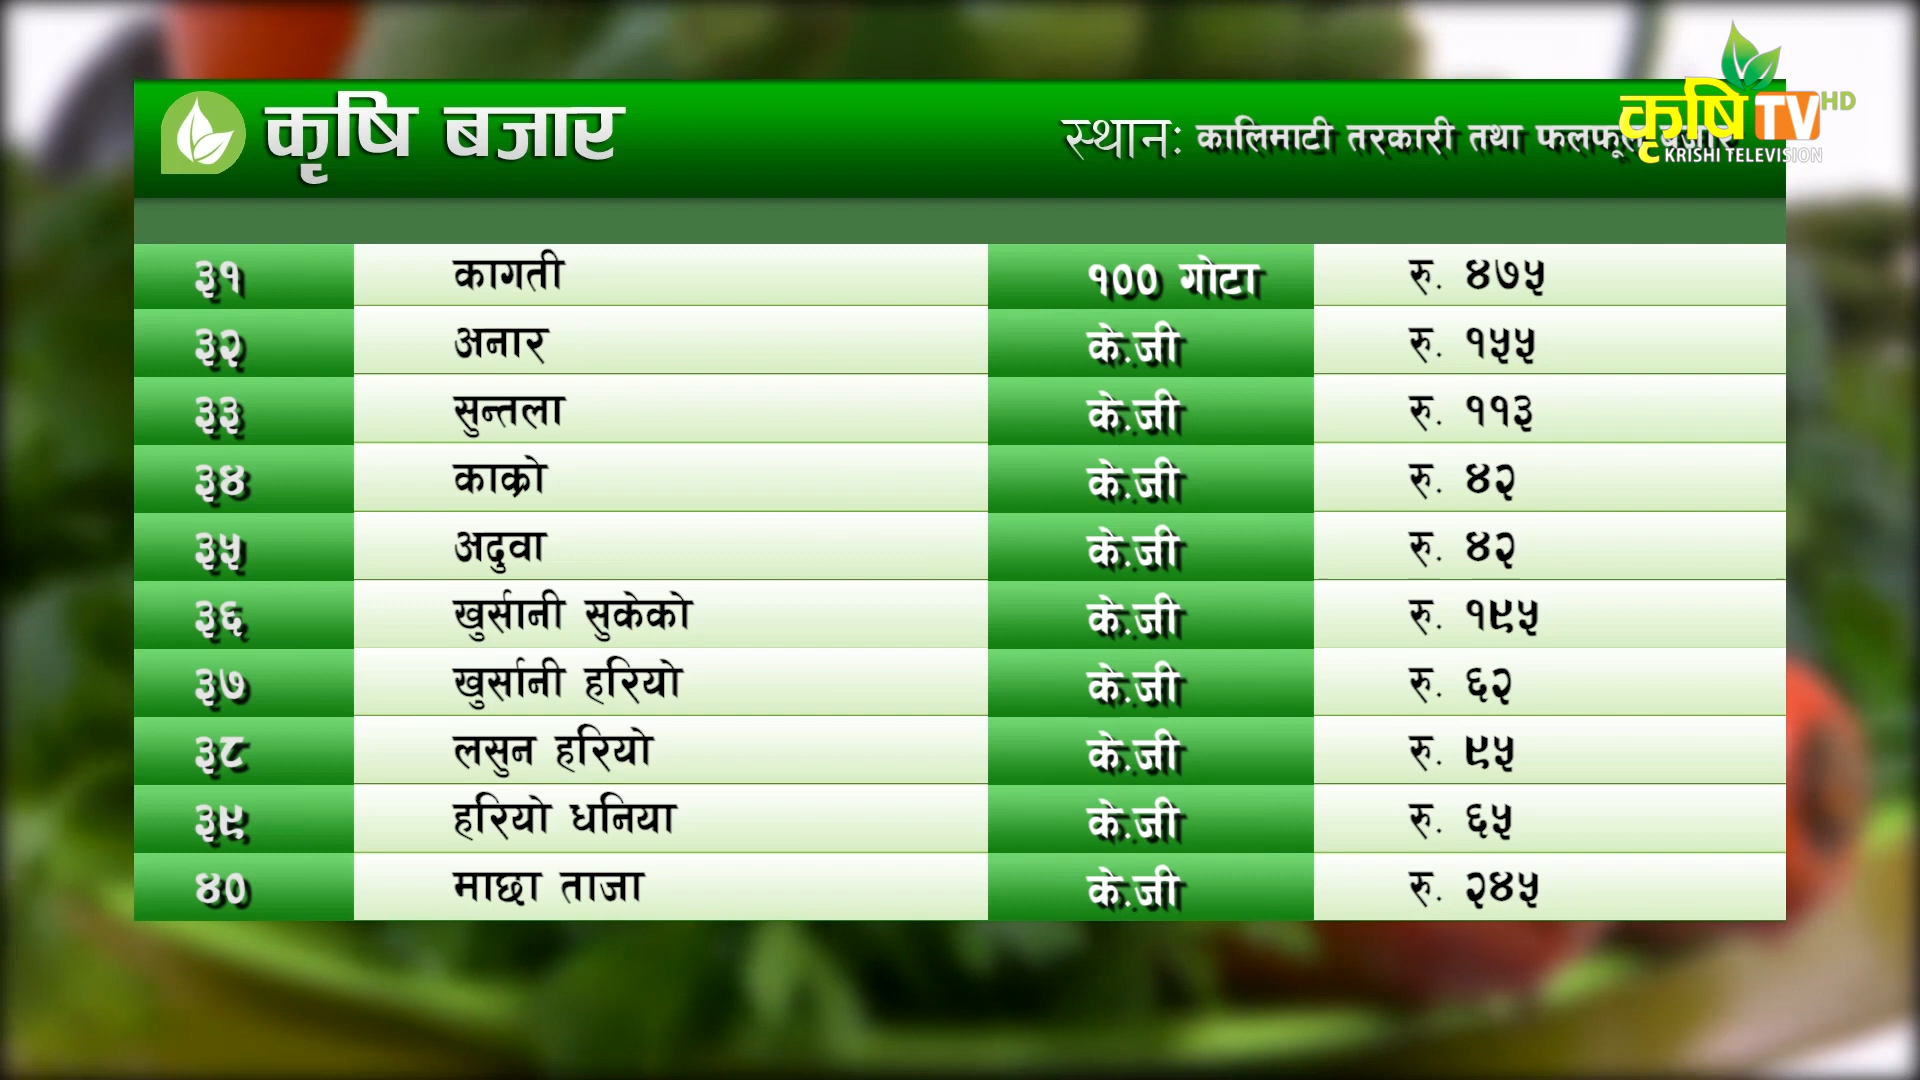 कृषि बजार
स्थानः कालिमाटी तरकारी तथा फलफूल बजार
कृषि TV HD
KRISHI TELEVISION
३१ कागती १०० गोटा रु. ४७५
३२ अनार के.जी रु. १५५
३३ सुन्तला के.जी रु. ११३
३४ काक्रो के.जी रु. ४२
३५ अदुवा के.जी रु. ४२
३६ खुर्सानी सुकेको के.जी रु. १९५
३७ खुर्सानी हरियो के.जी रु. ६२
३८ लसुन हरियो के.जी रु. ९५
३९ हरियो धनिया के.जी रु. ६५
४० माछा ताजा के.जी रु. २४५